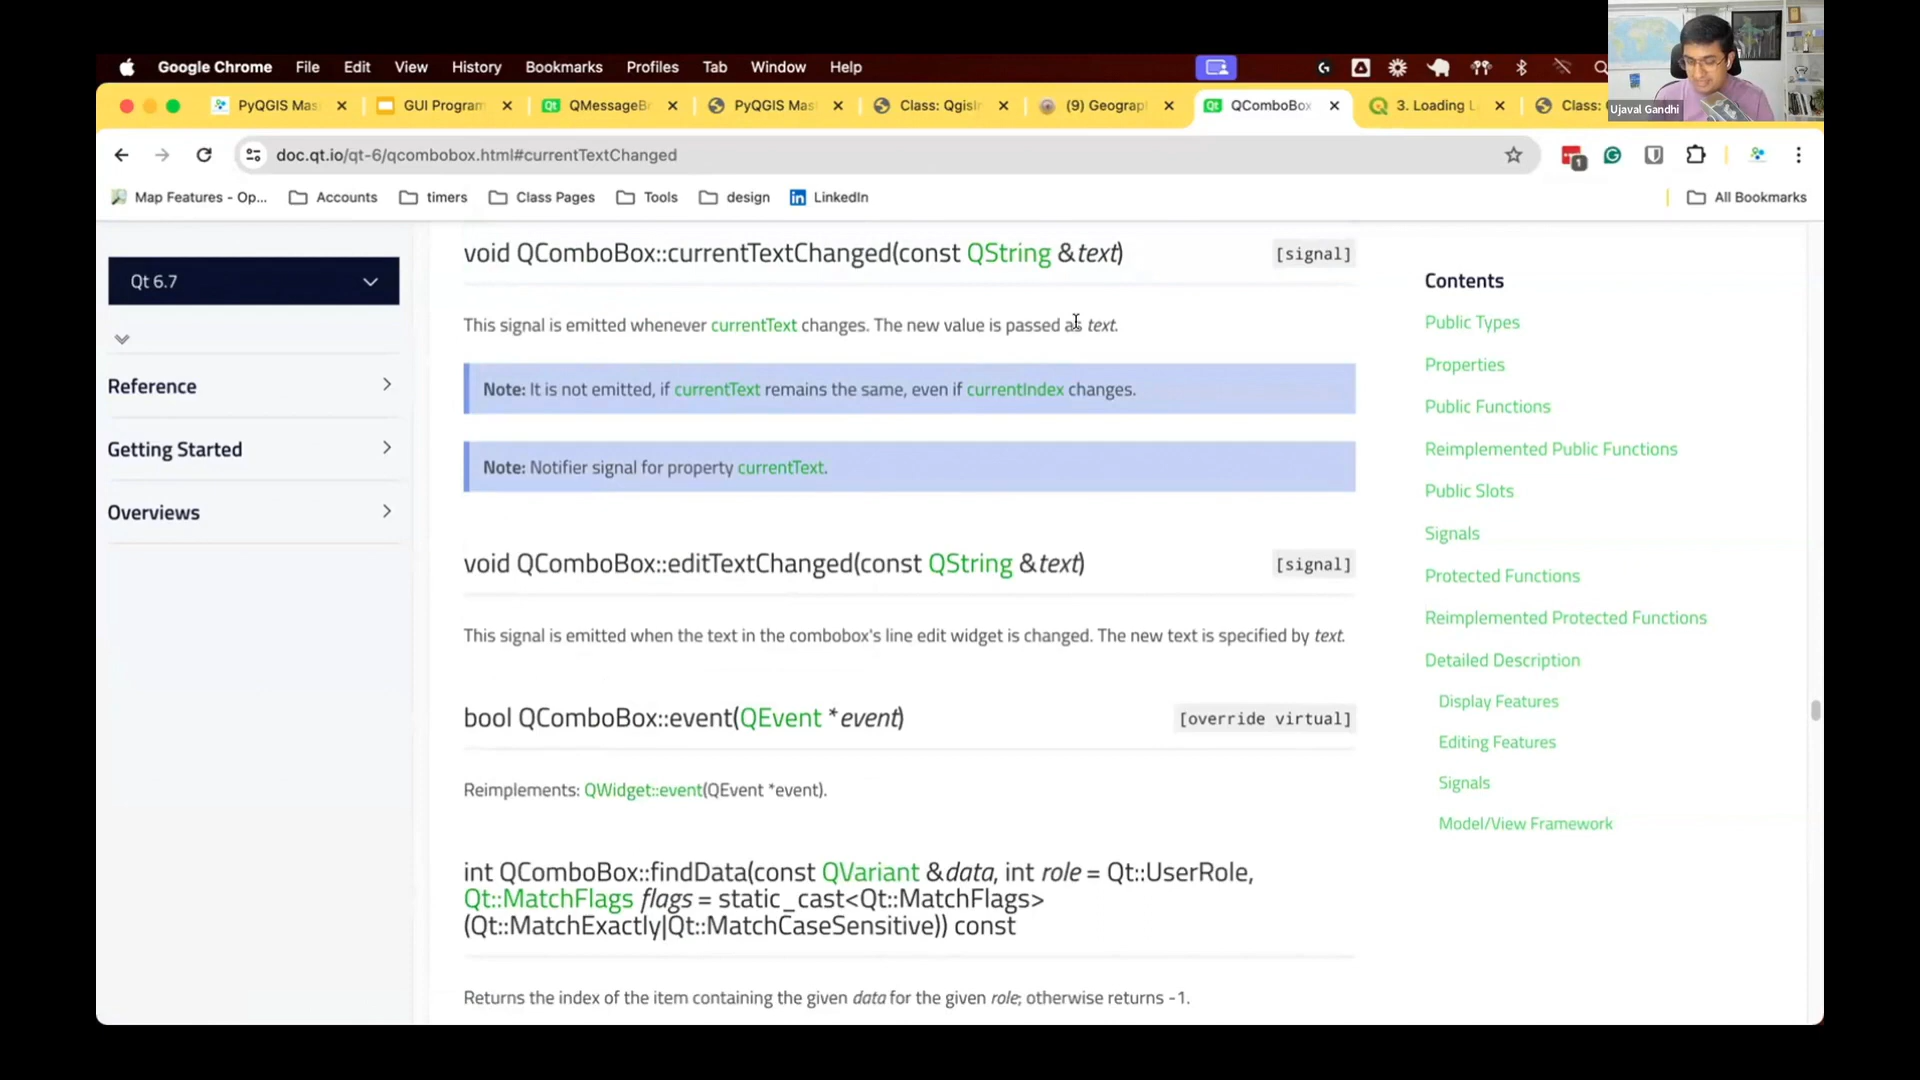 Google Chrome File Edit View History Bookmarks Profiles Tab Window Help
Ujaval Gandhi
PyQGIS Mas GUI Program QMessageB PyQGIS Mas Class: QgisIn (9) Geograp QComboBox 3. Loading L Class: 
doc.qt.io/qt-6/qcombobox.html#currentTextChanged
1
Map Features - Op... Accounts timers Class Pages Tools design LinkedIn All Bookmarks
Qt 6.7
Reference
Getting Started
Overviews
void QComboBox::currentTextChanged(const QString &text) [signal]
This signal is emitted whenever currentText changes. The new value is passed as text.
Note: It is not emitted, if currentText remains the same, even if currentIndex changes.
Note: Notifier signal for property currentText.
void QComboBox::editTextChanged(const QString &text) [signal]
This signal is emitted when the text in the combobox's line edit widget is changed. The new text is specified by text.
bool QComboBox::event(QEvent *event) [override virtual]
Reimplements: QWidget::event(QEvent *event).
int QComboBox::findData(const QVariant &data, int role = Qt::UserRole,
Qt::MatchFlags flags = static_cast<Qt::MatchFlags>
(Qt::MatchExactly|Qt::MatchCaseSensitive)) const
Returns the index of the item containing the given data for the given role; otherwise returns -1.
Contents
Public Types
Properties
Public Functions
Reimplemented Public Functions
Public Slots
Signals
Protected Functions
Reimplemented Protected Functions
Detailed Description
Display Features
Editing Features
Signals
Model/View Framework